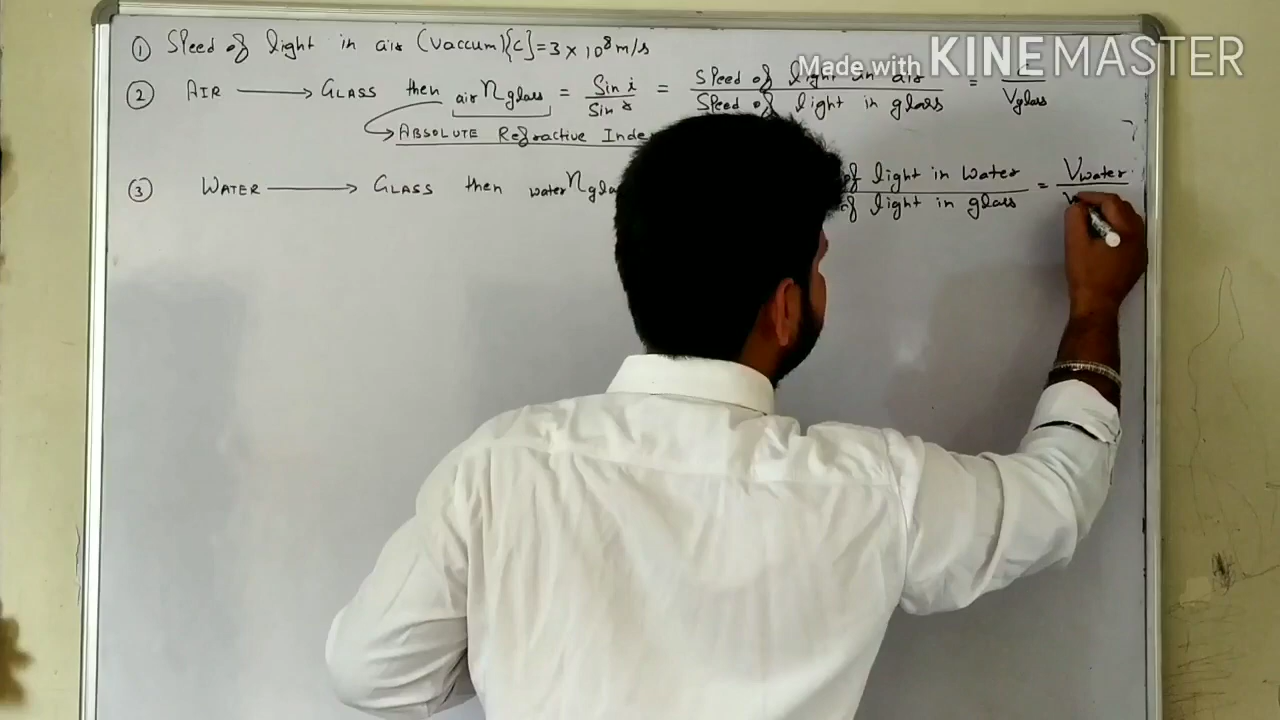 Made with KINEMASTER
① Speed of light in air (Vaccum){c}=3 × 10⁸m/s
② AIR ⟶ GLASS then air n glass = Sin i / Sin r = Speed of light in air / Speed of light in glass = / Vglass
ABSOLUTE Refractive Inde
③ WATER ⟶ GLASS then water n of light in water / of light in glass = Vwater /